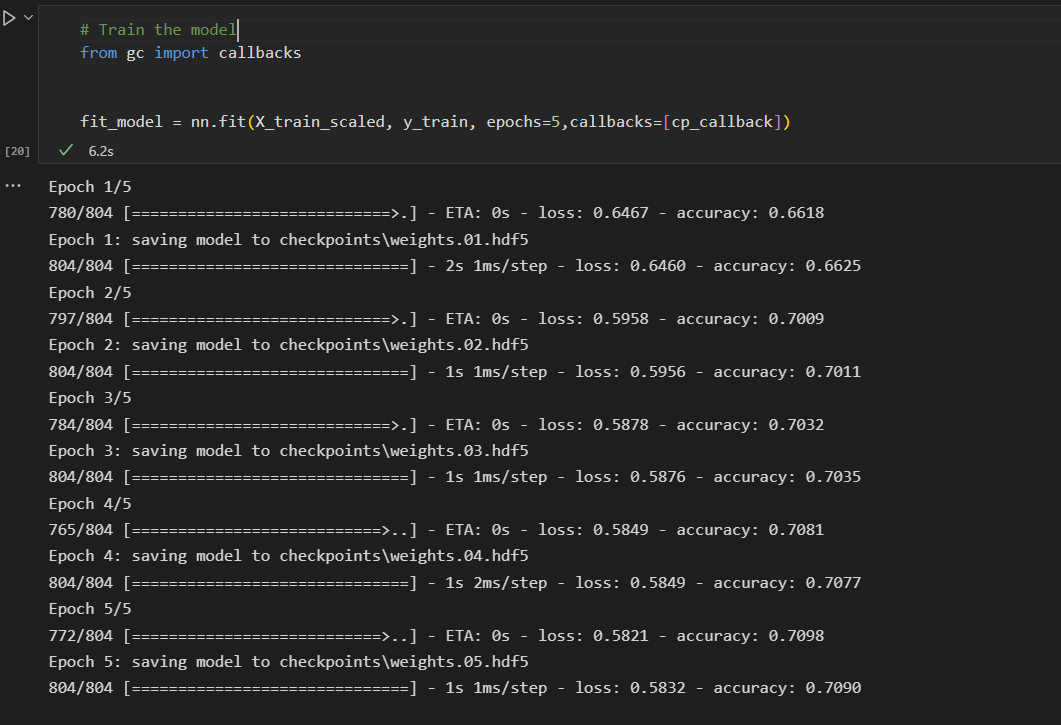 # Train the model
from gc import callbacks
fit_model = nn.fit(X_train_scaled, y_train, epochs=5,callbacks=[cp_callback])
[20] 6.2s
... Epoch 1/5
780/804 [============================>.] - ETA: 0s - loss: 0.6467 - accuracy: 0.6618
Epoch 1: saving model to checkpoints\weights.01.hdf5
804/804 [==============================] - 2s 1ms/step - loss: 0.6460 - accuracy: 0.6625
Epoch 2/5
797/804 [============================>.] - ETA: 0s - loss: 0.5958 - accuracy: 0.7009
Epoch 2: saving model to checkpoints\weights.02.hdf5
804/804 [==============================] - 1s 1ms/step - loss: 0.5956 - accuracy: 0.7011
Epoch 3/5
784/804 [============================>.] - ETA: 0s - loss: 0.5878 - accuracy: 0.7032
Epoch 3: saving model to checkpoints\weights.03.hdf5
804/804 [==============================] - 1s 1ms/step - loss: 0.5876 - accuracy: 0.7035
Epoch 4/5
765/804 [===========================>..] - ETA: 0s - loss: 0.5849 - accuracy: 0.7081
Epoch 4: saving model to checkpoints\weights.04.hdf5
804/804 [==============================] - 1s 2ms/step - loss: 0.5849 - accuracy: 0.7077
Epoch 5/5
772/804 [===========================>..] - ETA: 0s - loss: 0.5821 - accuracy: 0.7098
Epoch 5: saving model to checkpoints\weights.05.hdf5
804/804 [==============================] - 1s 1ms/step - loss: 0.5832 - accuracy: 0.7090